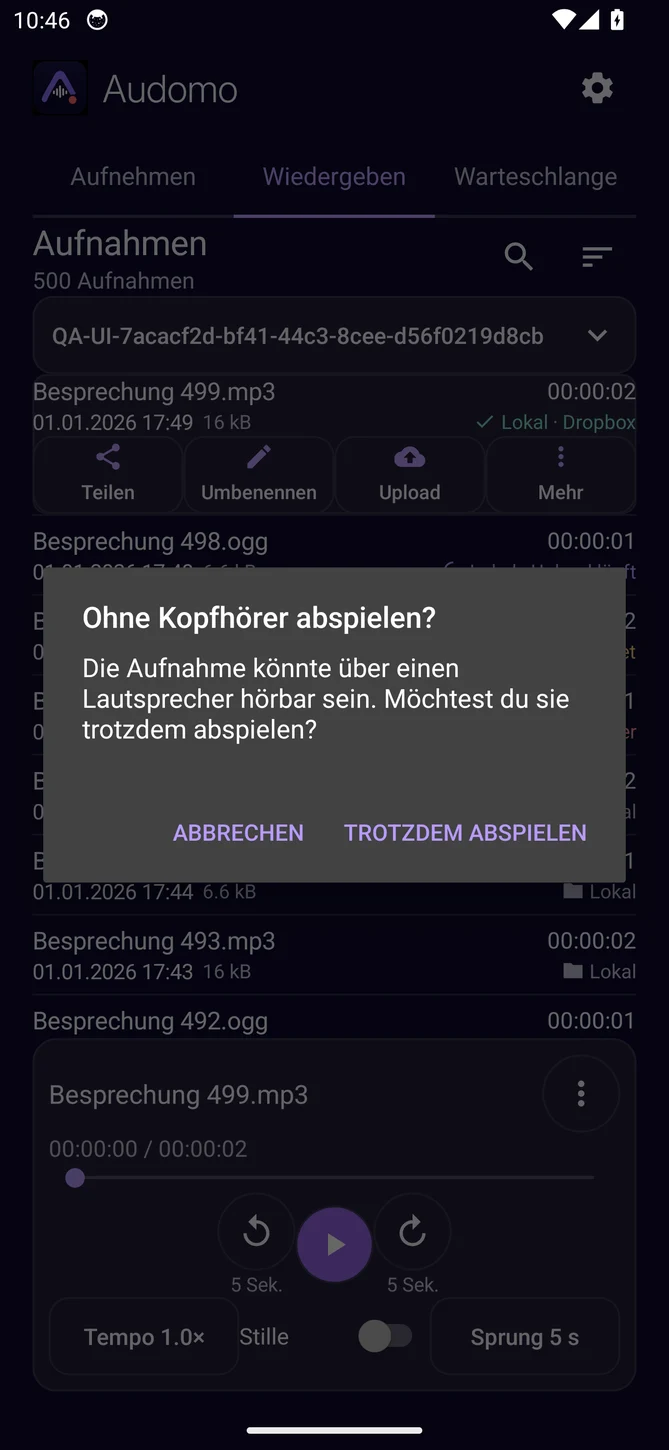 10:46
Audomo
Aufnehmen Wiedergeben Warteschlange
Aufnahmen
500 Aufnahmen
QA-UI-7acacf2d-bf41-44c3-8cee-d56f0219d8cb
Besprechung 499.mp3 00:00:02
01.01.2026 17:49 16 kB Lokal · Dropbox
Teilen Umbenennen Upload Mehr
Besprechung 498.ogg 00:00:01
Ohne Kopfhörer abspielen?
Die Aufnahme könnte über einen
Lautsprecher hörbar sein. Möchtest du sie
trotzdem abspielen?
ABBRECHEN TROTZDEM ABSPIELEN
01.01.2026 17:44 6.6 kB Lokal
Besprechung 493.mp3 00:00:02
01.01.2026 17:43 16 kB Lokal
Besprechung 492.ogg 00:00:01
Besprechung 499.mp3
00:00:00 / 00:00:02
5 Sek. 5 Sek.
Tempo 1.0× Stille Sprung 5 s